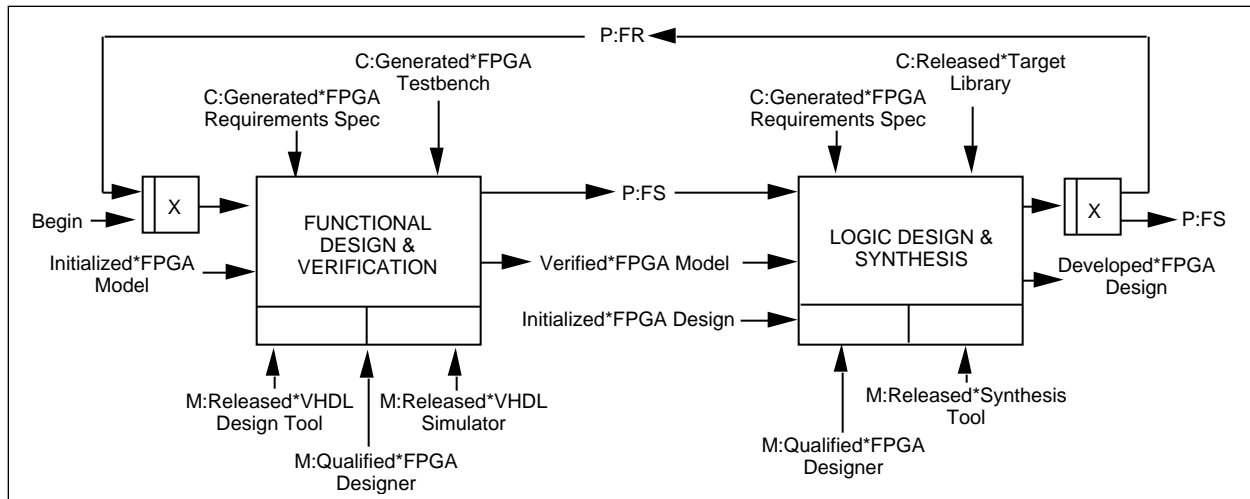 P:FR
C:Generated*FPGA
Testbench
C:Released*Target
Library
C:Generated*FPGA
Requirements Spec
C:Generated*FPGA
Requirements Spec
X
Begin
FUNCTIONAL
DESIGN &
VERIFICATION
P:FS
LOGIC DESIGN &
SYNTHESIS
X
P:FS
Initialized*FPGA
Model
Verified*FPGA Model
Developed*FPGA
Design
Initialized*FPGA Design
M:Released*VHDL
Design Tool
M:Released*VHDL
Simulator
M:Released*Synthesis
Tool
M:Qualified*FPGA
Designer
M:Qualified*FPGA
Designer